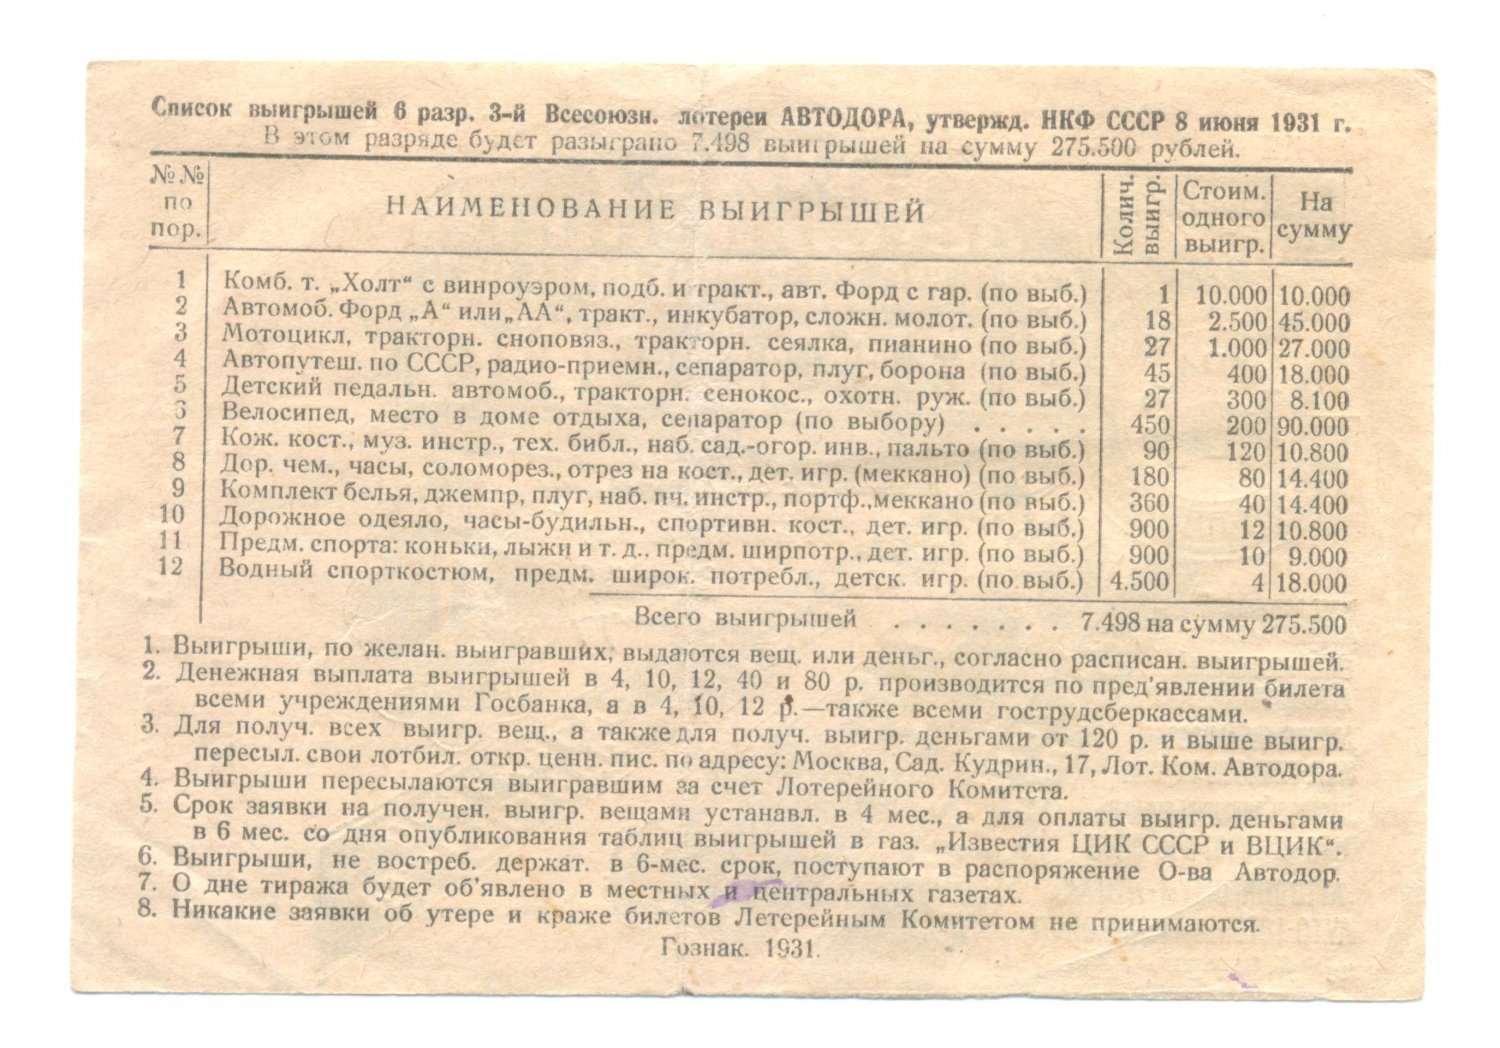 Список выигрышей 6 разр. 3-й Всесоюзн. лотереи АВТОДОРА, утвержд. НКФ СССР 8 июня 1931 г.
В этом разряде будет разыграно 7.498 выигрышей на сумму 275.500 рублей.
№№ по пор. НАИМЕНОВАНИЕ ВЫИГРЫШЕЙ Колич. выигр. Стоим. одного выигр. На сумму
1 Комб. т. „Холт“ с винроуэром, подб. и тракт., авт. Форд с гар. (по выб.) 1 10.000 10.000
2 Автомоб. Форд „А“ или „АА“, тракт., инкубатор, сложн. молот. (по выб.) 18 2.500 45.000
3 Мотоцикл, тракторн. сноповяз., тракторн. сеялка, пианино (по выб.) 27 1.000 27.000
4 Автопутеш. по СССР, радио-приемн., сепаратор, плуг, борона (по выб.) 45 400 18.000
5 Детский педальн. автомоб., тракторн. сенокос., охотн. руж. (по выб.) 27 300 8.100
6 Велосипед, место в доме отдыха, сепаратор (по выбору) . . . . . 450 200 90.000
7 Кож. кост., муз. инстр., тех. библ., наб. сад.-огор. инв., пальто (по выб.) 90 120 10.800
8 Дор. чем., часы, соломорез., отрез на кост., дет. игр. (меккано) (по выб.) 180 80 14.400
9 Комплект белья, джемпр, плуг, наб. пч. инстр., портф., меккано (по выб.) 360 40 14.400
10 Дорожное одеяло, часы-будильн., спортивн. кост., дет. игр. (по выб.) 900 12 10.800
11 Предм. спорта: коньки, лыжи и т. д., предм. ширпотр., дет. игр. (по выб.) 900 10 9.000
12 Водный спорткостюм, предм. широк. потребл., детск. игр. (по выб.) 4.500 4 18.000
Всего выигрышей . . . . . . . 7.498 на сумму 275.500
1. Выигрыши, по желан. выигравших, выдаются вещ. или деньг., согласно расписан. выигрышей.
2. Денежная выплата выигрышей в 4, 10, 12, 40 и 80 р. производится по пред'явлении билета
всеми учреждениями Госбанка, а в 4, 10, 12 р.—также всеми гострудсберкассами.
3. Для получ. всех выигр. вещ., а также для получ. выигр. деньгами от 120 р. и выше выигр.
пересыл. свои лотбил. откр. ценн. пис. по адресу: Москва, Сад. Кудрин., 17, Лот. Ком. Автодора.
4. Выигрыши пересылаются выигравшим за счет Лотерейного Комитета.
5. Срок заявки на получен. выигр. вещами устанавл. в 4 мес., а для оплаты выигр. деньгами
в 6 мес. со дня опубликования таблиц выигрышей в газ. „Известия ЦИК СССР и ВЦИК“.
6. Выигрыши, не востреб. держат. в 6-мес. срок, поступают в распоряжение О-ва Автодор.
7. О дне тиража будет об'явлено в местных и центральных газетах.
8. Никакие заявки об утере и краже билетов Летерейным Комитетом не принимаются.
Гознак. 1931.